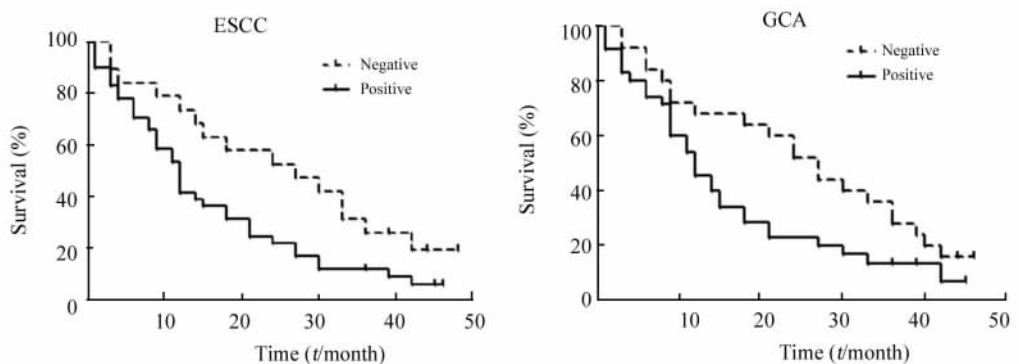 ESCC
100
80
60
40
20
0
Survival (%)
Negative
Positive
10 20 30 40 50
Time (t/month)
GCA
100
80
60
40
20
0
Survival (%)
Negative
Positive
10 20 30 40 50
Time (t/month)